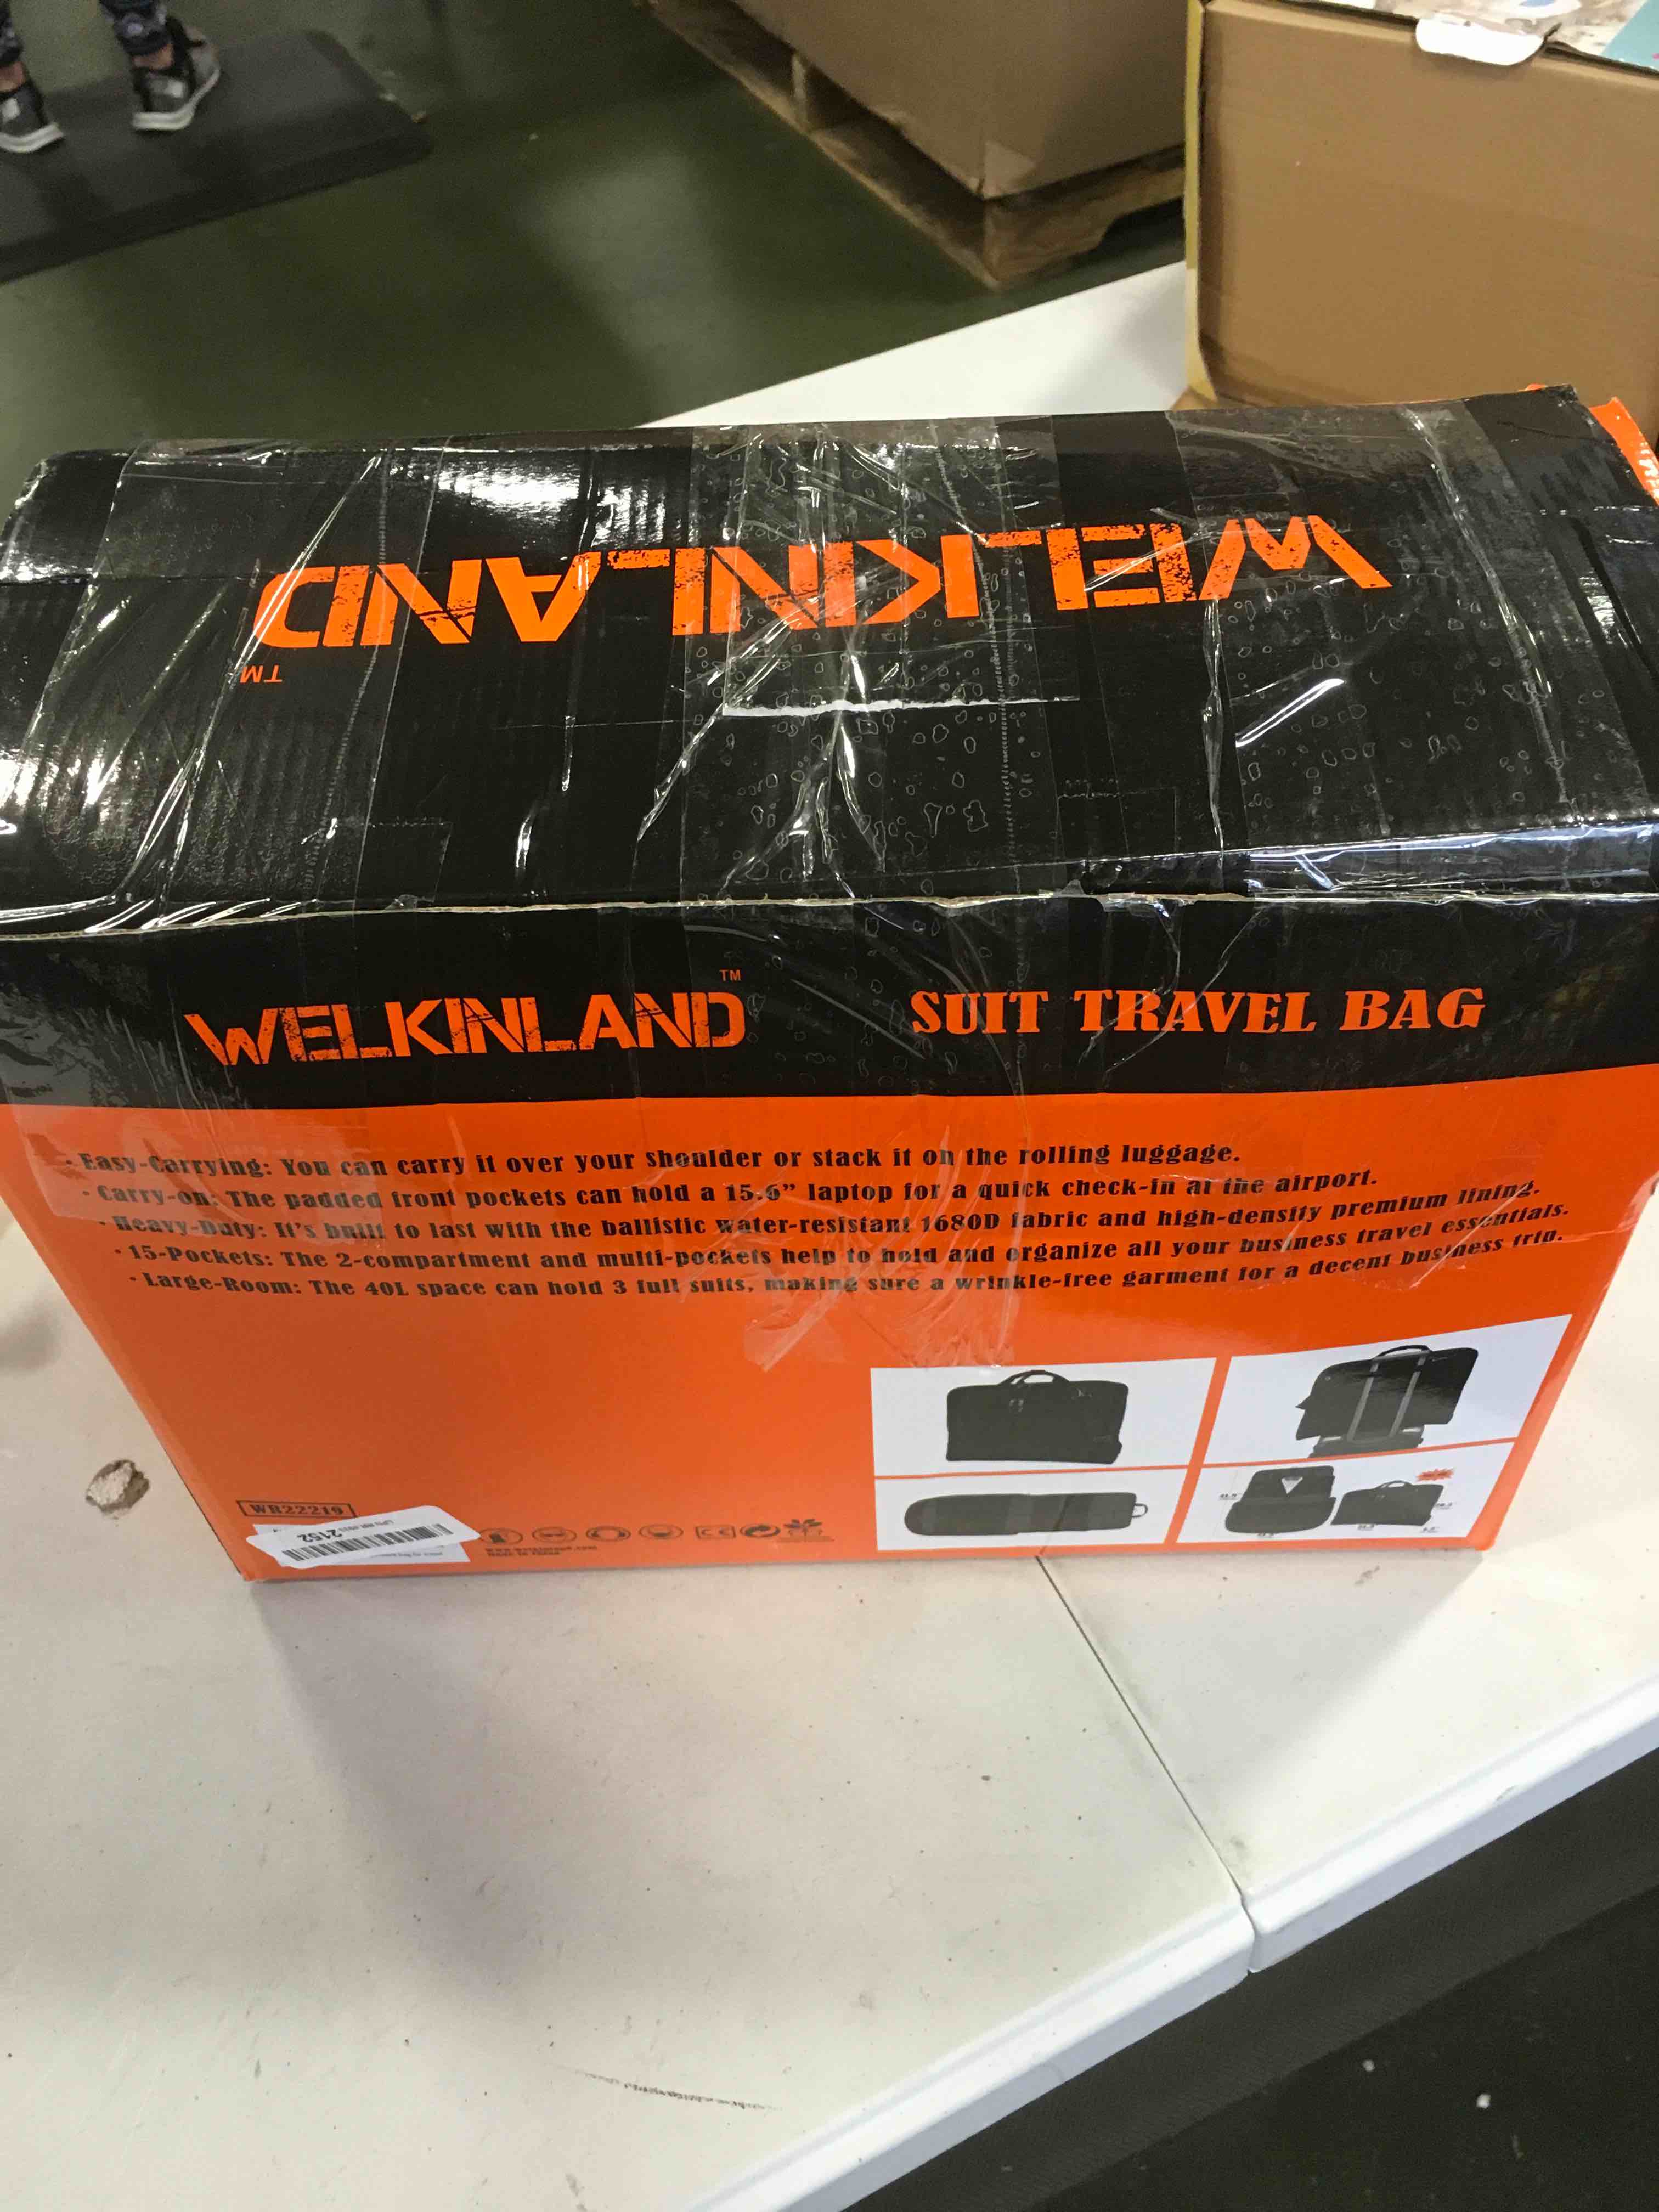 WELKINLAND
TM
WELKINLAND TM SUIT TRAVEL BAG
· Easy-Carrying: You can carry it over your shoulder or stack it on the rolling luggage.
· Carry-on: The padded front pockets can hold a 15.6" laptop for a quick check-in at the airport.
· Heavy-Duty: It's built to last with the ballistic water-resistant 1680D fabric and high-density premium lining.
· 15-Pockets: The 2-compartment and multi-pockets help to hold and organize all your business travel essentials.
· Large-Room: The 40L space can hold 3 full suits, making sure a wrinkle-free garment for a decent business trip.
WR22219
2152
CE